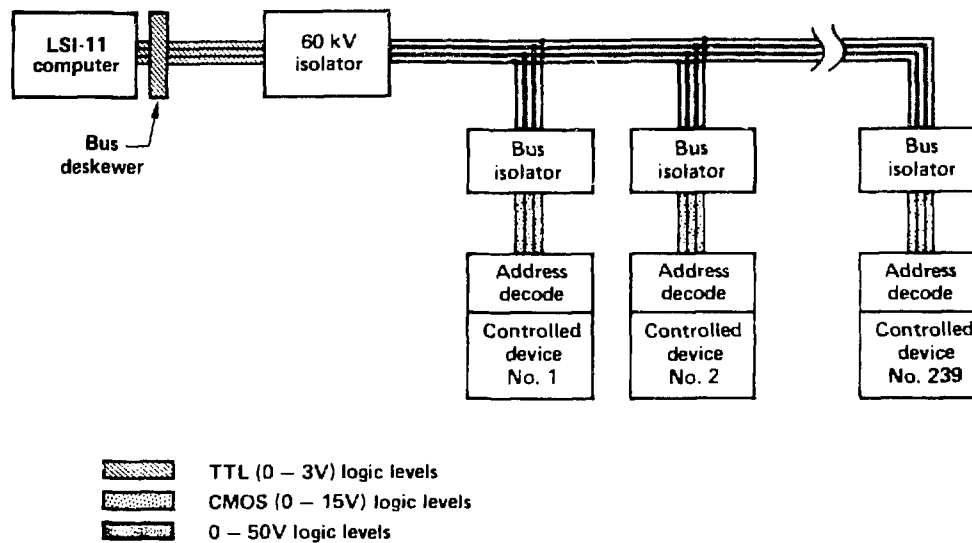 LSI-11
computer
60 kV
isolator
Bus
deskewer
Bus
isolator
Bus
isolator
Bus
isolator
Address
decode
Address
decode
Address
decode
Controlled
device
No. 1
Controlled
device
No. 2
Controlled
device
No. 239
TTL (0 – 3V) logic levels
CMOS (0 – 15V) logic levels
0 – 50V logic levels